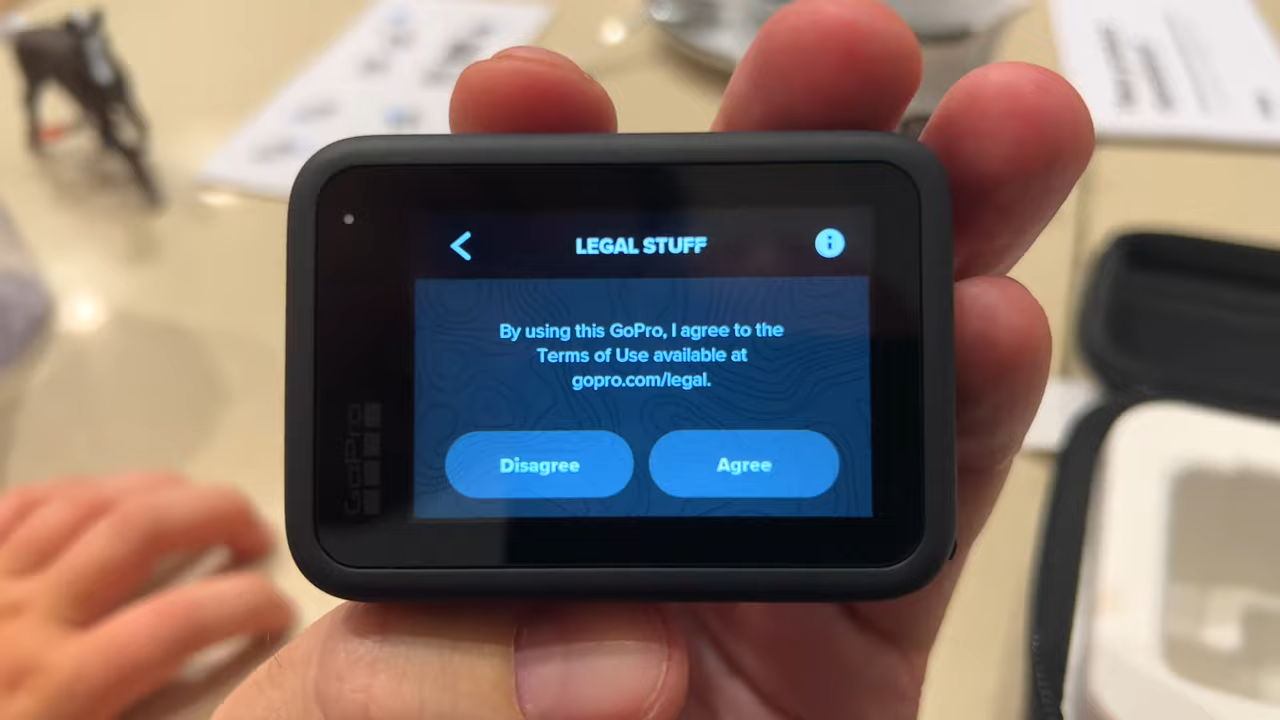 LEGAL STUFF
By using this GoPro, I agree to the
Terms of Use available at
gopro.com/legal.
Disagree
Agree
GoPro